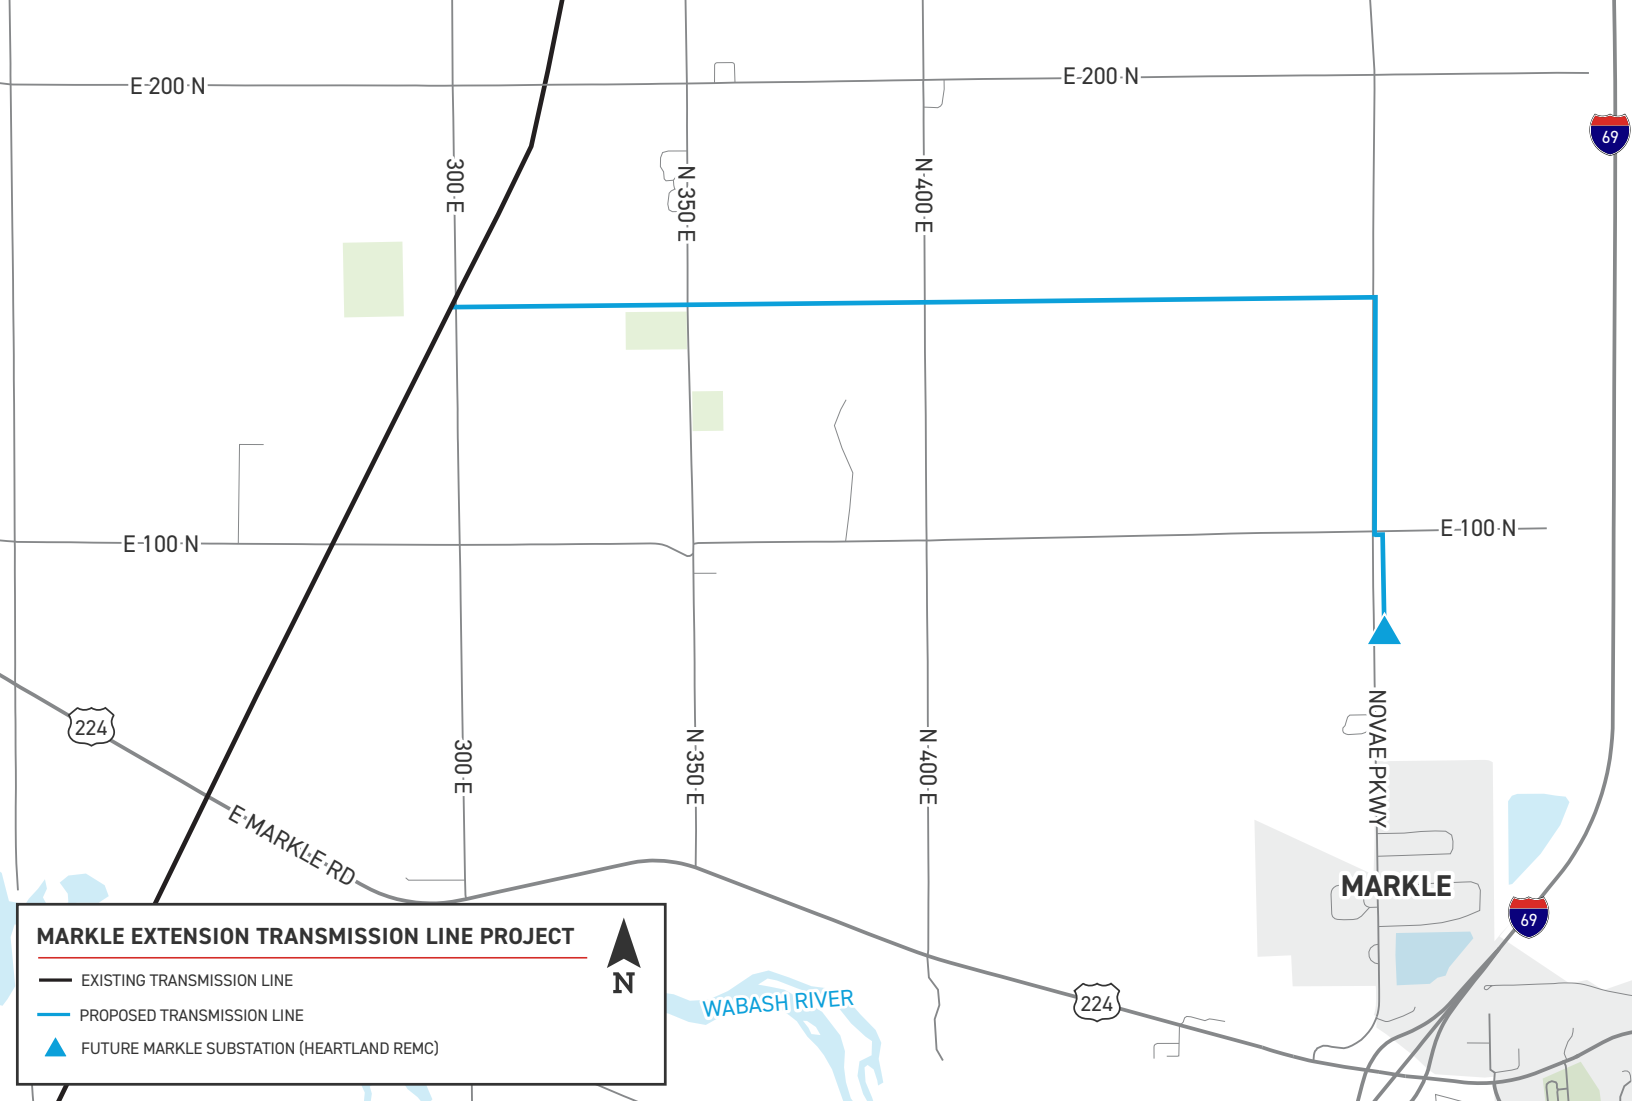 E 200 N
E 200 N
69
300 E
N 350 E
N 400 E
E 100 N
E 100 N
224
300 E
N 350 E
N 400 E
NOVAE PKWY
E MARKLE RD
MARKLE
69
MARKLE EXTENSION TRANSMISSION LINE PROJECT
EXISTING TRANSMISSION LINE
N
PROPOSED TRANSMISSION LINE
FUTURE MARKLE SUBSTATION (HEARTLAND REMC)
WABASH RIVER
224